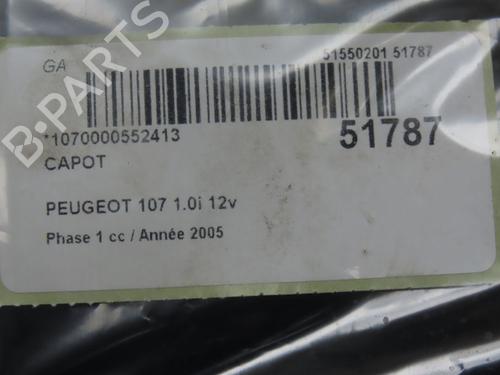 GA
51550201 51787
*1070000552413
51787
CAPOT
PEUGEOT 107 1.0i 12v
Phase 1 cc / Année 2005
B-PARTS